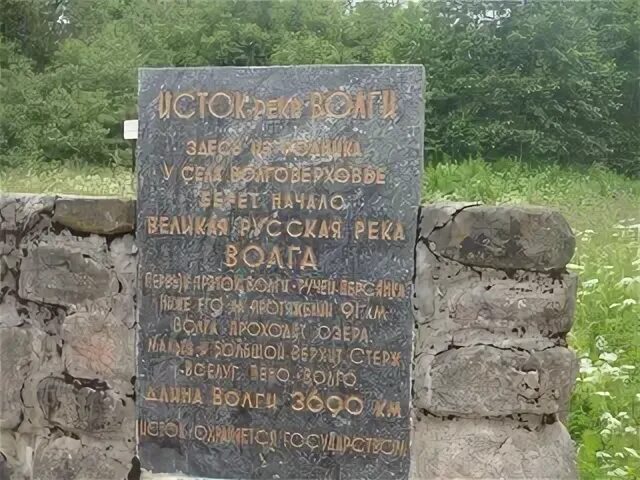 ИСТОК РЕКИ ВОЛГИ
ЗДЕСЬ ИЗ РОДНИКА
У СЕЛА ВОЛГОВЕРХОВЬЕ
БЕРЕТ НАЧАЛО
ВЕЛИКАЯ РУССКАЯ РЕКА
ВОЛГА
ПЕРВЫЙ ПРИТОК ВОЛГИ-РУЧЕЙ ПЕРСЯНКА
НИЖЕ ЕГО НА ПРОТЯЖЕНИИ 91 КМ
ВОЛГА ПРОХОДИТ ОЗЕРА
И БОЛЬШОЙ ВЕРХИТ СТЕРЖ
ВСЕЛУГ ПЕНО ВОЛГО
ДЛИНА ВОЛГИ 3690 КМ
ИСТОК ОХРАНЯЕТСЯ ГОСУДАРСТВОМ